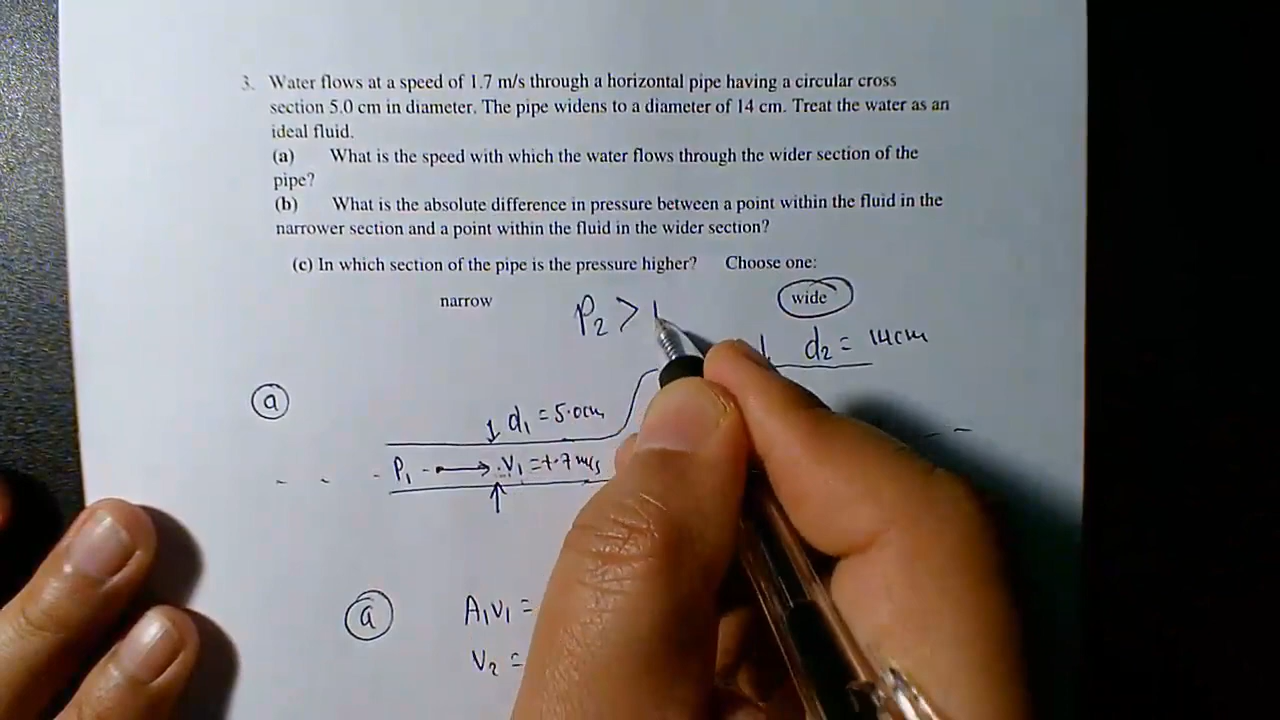 3. Water flows at a speed of 1.7 m/s through a horizontal pipe having a circular cross
section 5.0 cm in diameter. The pipe widens to a diameter of 14 cm. Treat the water as an
ideal fluid.
(a) What is the speed with which the water flows through the wider section of the
pipe?
(b) What is the absolute difference in pressure between a point within the fluid in the
narrower section and a point within the fluid in the wider section?
(c) In which section of the pipe is the pressure higher? Choose one:
narrow wide
P₂ >
d₂ = 14cm
a
d₁ = 5.0cm
P₁ V₁ = 1.7 m/s
a A₁V₁ =
V₂ =